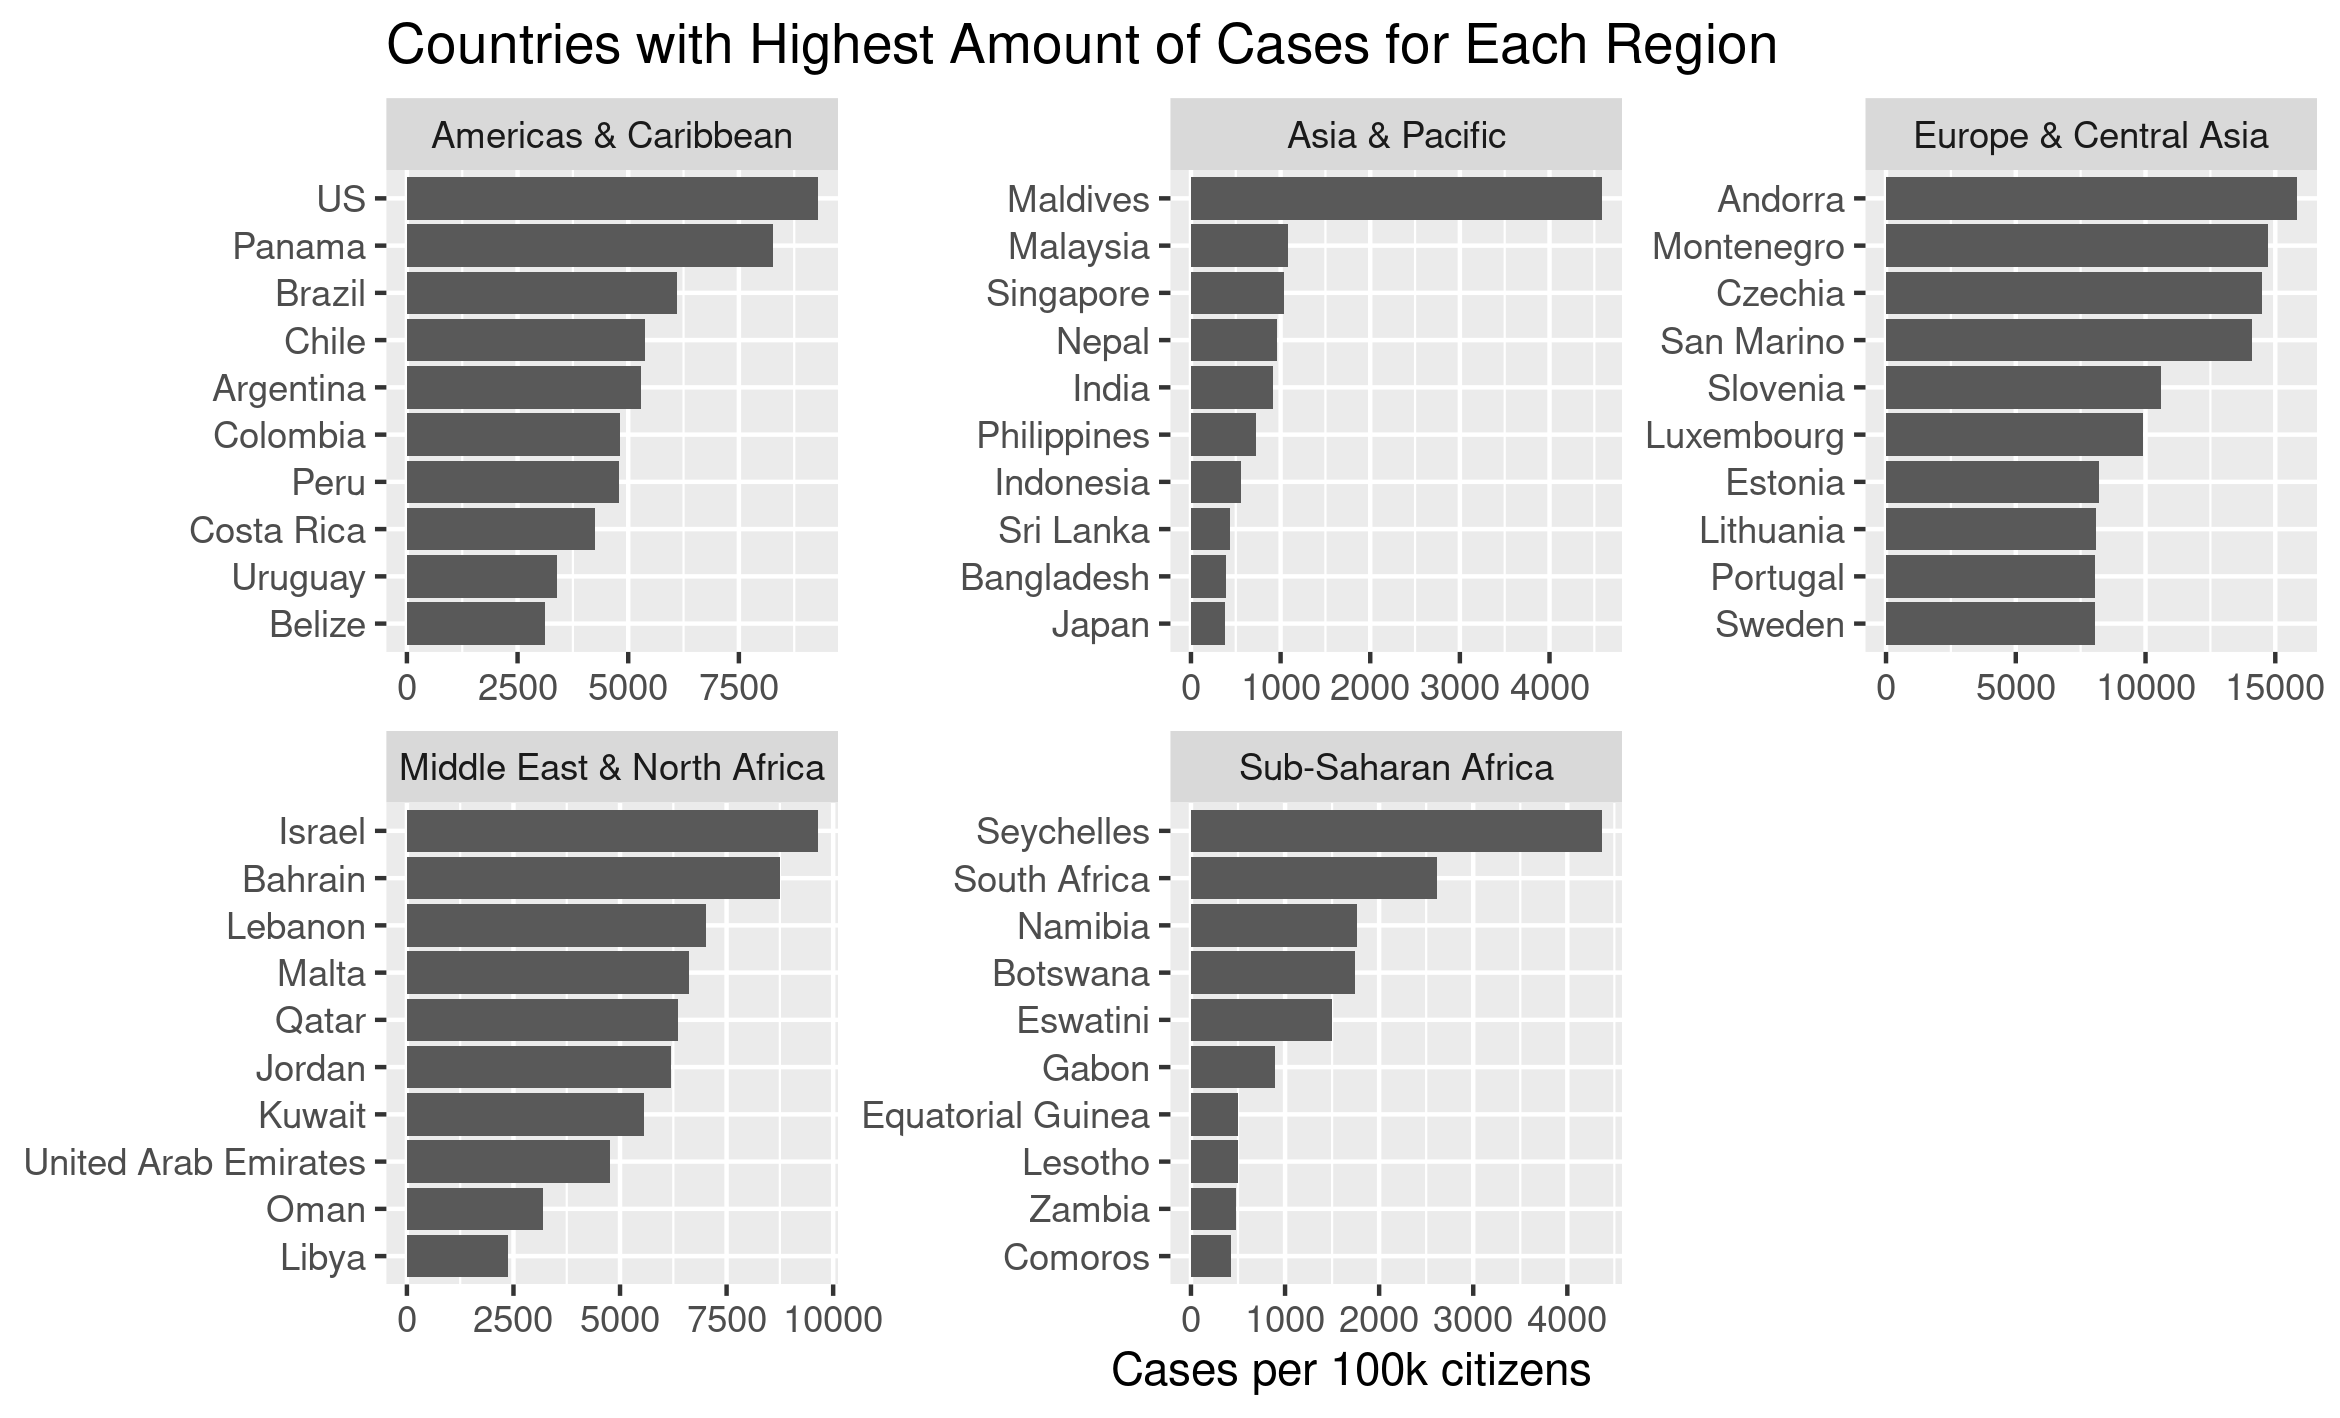 Countries with Highest Amount of Cases for Each Region
Americas & Caribbean
US
Panama
Brazil
Chile
Argentina
Colombia
Peru
Costa Rica
Uruguay
Belize
0 2500 5000 7500
Asia & Pacific
Maldives
Malaysia
Singapore
Nepal
India
Philippines
Indonesia
Sri Lanka
Bangladesh
Japan
0 1000 2000 3000 4000
Europe & Central Asia
Andorra
Montenegro
Czechia
San Marino
Slovenia
Luxembourg
Estonia
Lithuania
Portugal
Sweden
0 5000 10000 15000
Middle East & North Africa
Israel
Bahrain
Lebanon
Malta
Qatar
Jordan
Kuwait
United Arab Emirates
Oman
Libya
0 2500 5000 7500 10000
Sub-Saharan Africa
Seychelles
South Africa
Namibia
Botswana
Eswatini
Gabon
Equatorial Guinea
Lesotho
Zambia
Comoros
0 1000 2000 3000 4000
Cases per 100k citizens